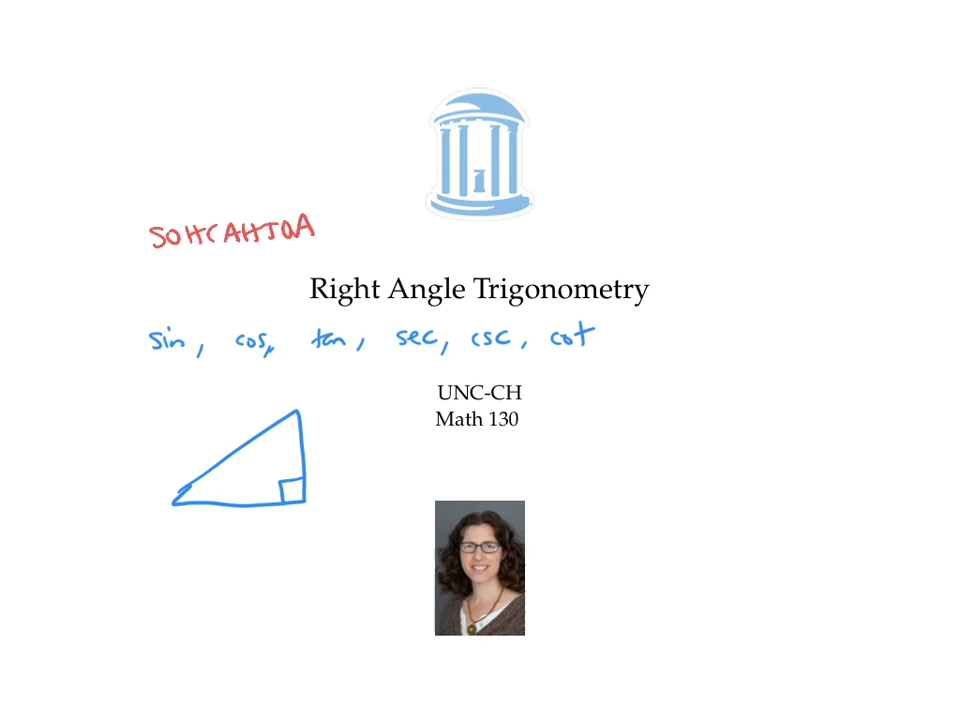 SOHCAHTOA
Right Angle Trigonometry
sin, cos, tan, sec, csc, cot
UNC-CH
Math 130